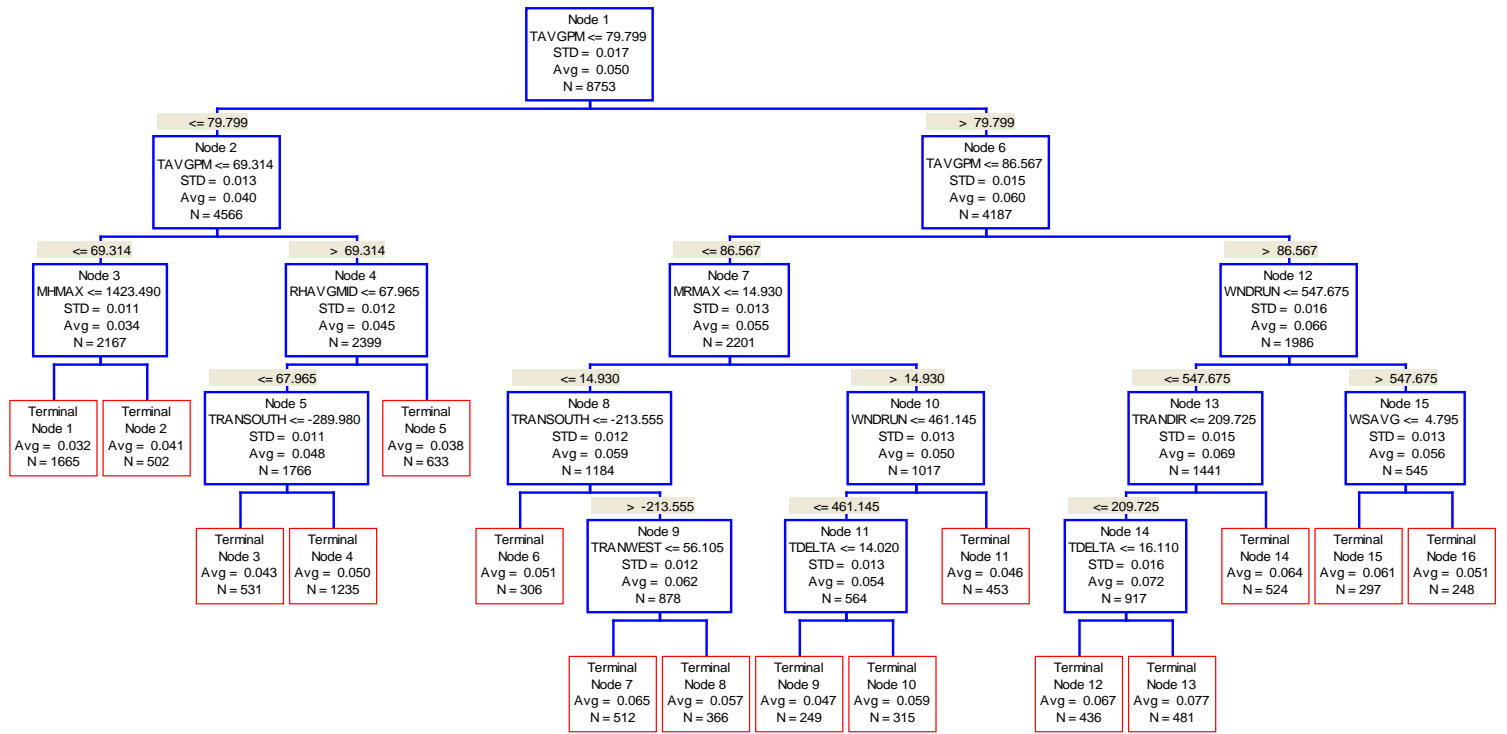 Node 1
TAVGPM <= 79.799
STD = 0.017
Avg = 0.050
N = 8753
<= 79.799
> 79.799
Node 2
TAVGPM <= 69.314
STD = 0.013
Avg = 0.040
N = 4566
Node 6
TAVGPM <= 86.567
STD = 0.015
Avg = 0.060
N = 4187
<= 69.314
> 69.314
<= 86.567
> 86.567
Node 3
MHMAX <= 1423.490
STD = 0.011
Avg = 0.034
N = 2167
Node 4
RHAVGMID <= 67.965
STD = 0.012
Avg = 0.045
N = 2399
Node 7
MRMAX <= 14.930
STD = 0.013
Avg = 0.055
N = 2201
Node 12
WNDRUN <= 547.675
STD = 0.016
Avg = 0.066
N = 1986
<= 67.965
<= 14.930
> 14.930
<= 547.675
> 547.675
Terminal
Node 1
Avg = 0.032
N = 1665
Terminal
Node 2
Avg = 0.041
N = 502
Node 5
TRANSOUTH <= -289.980
STD = 0.011
Avg = 0.048
N = 1766
Terminal
Node 5
Avg = 0.038
N = 633
Node 8
TRANSOUTH <= -213.555
STD = 0.012
Avg = 0.059
N = 1184
Node 10
WNDRUN <= 461.145
STD = 0.013
Avg = 0.050
N = 1017
Node 13
TRANDIR <= 209.725
STD = 0.015
Avg = 0.069
N = 1441
Node 15
WSAVG <= 4.795
STD = 0.013
Avg = 0.056
N = 545
> -213.555
<= 461.145
<= 209.725
Terminal
Node 3
Avg = 0.043
N = 531
Terminal
Node 4
Avg = 0.050
N = 1235
Terminal
Node 6
Avg = 0.051
N = 306
Node 9
TRANWEST <= 56.105
STD = 0.012
Avg = 0.062
N = 878
Node 11
TDELTA <= 14.020
STD = 0.013
Avg = 0.054
N = 564
Terminal
Node 11
Avg = 0.046
N = 453
Node 14
TDELTA <= 16.110
STD = 0.016
Avg = 0.072
N = 917
Terminal
Node 14
Avg = 0.064
N = 524
Terminal
Node 15
Avg = 0.061
N = 297
Terminal
Node 16
Avg = 0.051
N = 248
Terminal
Node 7
Avg = 0.065
N = 512
Terminal
Node 8
Avg = 0.057
N = 366
Terminal
Node 9
Avg = 0.047
N = 249
Terminal
Node 10
Avg = 0.059
N = 315
Terminal
Node 12
Avg = 0.067
N = 436
Terminal
Node 13
Avg = 0.077
N = 481